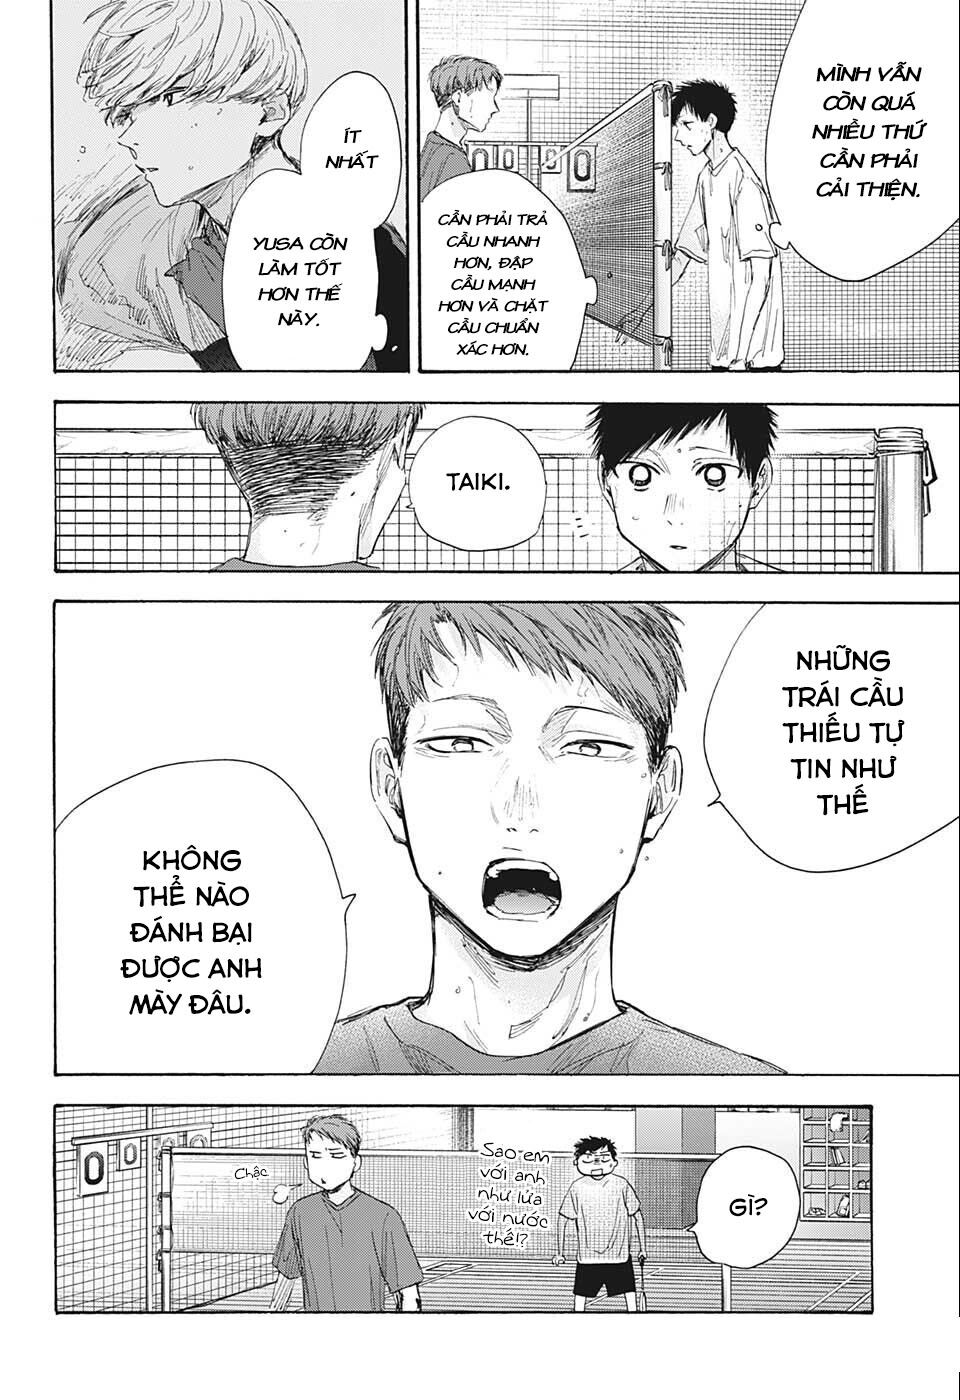 MÌNH VẪN
CÒN QUÁ
NHIỀU THỨ
CẦN PHẢI
CẢI THIỆN.
CẦN PHẢI TRẢ
CẦU NHANH
HƠN, ĐẬP
CẦU MẠNH
HƠN VÀ CHẶT
CẦU CHUẨN
XÁC HƠN.
ÍT
NHẤT
YUSA CÒN
LÀM TỐT
HƠN THẾ
NÀY.
TAIKI.
NHỮNG
TRÁI CẦU
THIẾU TỰ
TIN NHƯ
THẾ
KHÔNG
THỂ NÀO
ĐÁNH BẠI
ĐƯỢC ANH
MÀY ĐÂU.
GÌ?
Sao em
với anh
như lửa
với nước
thế!?
Chậc
0
0